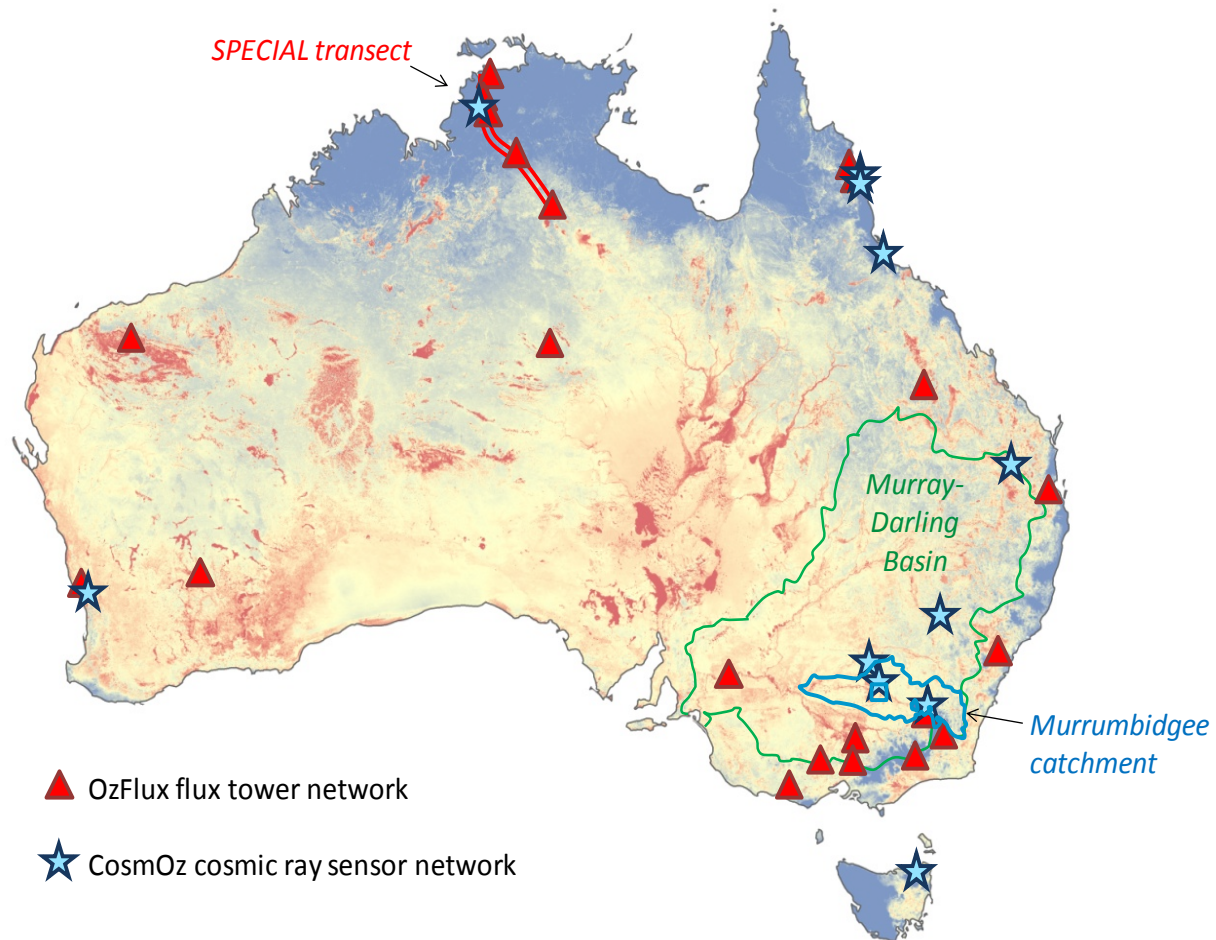 SPECIAL transect
Murray-
Darling
Basin
Murrumbidgee
catchment
OzFlux flux tower network
CosmOz cosmic ray sensor network